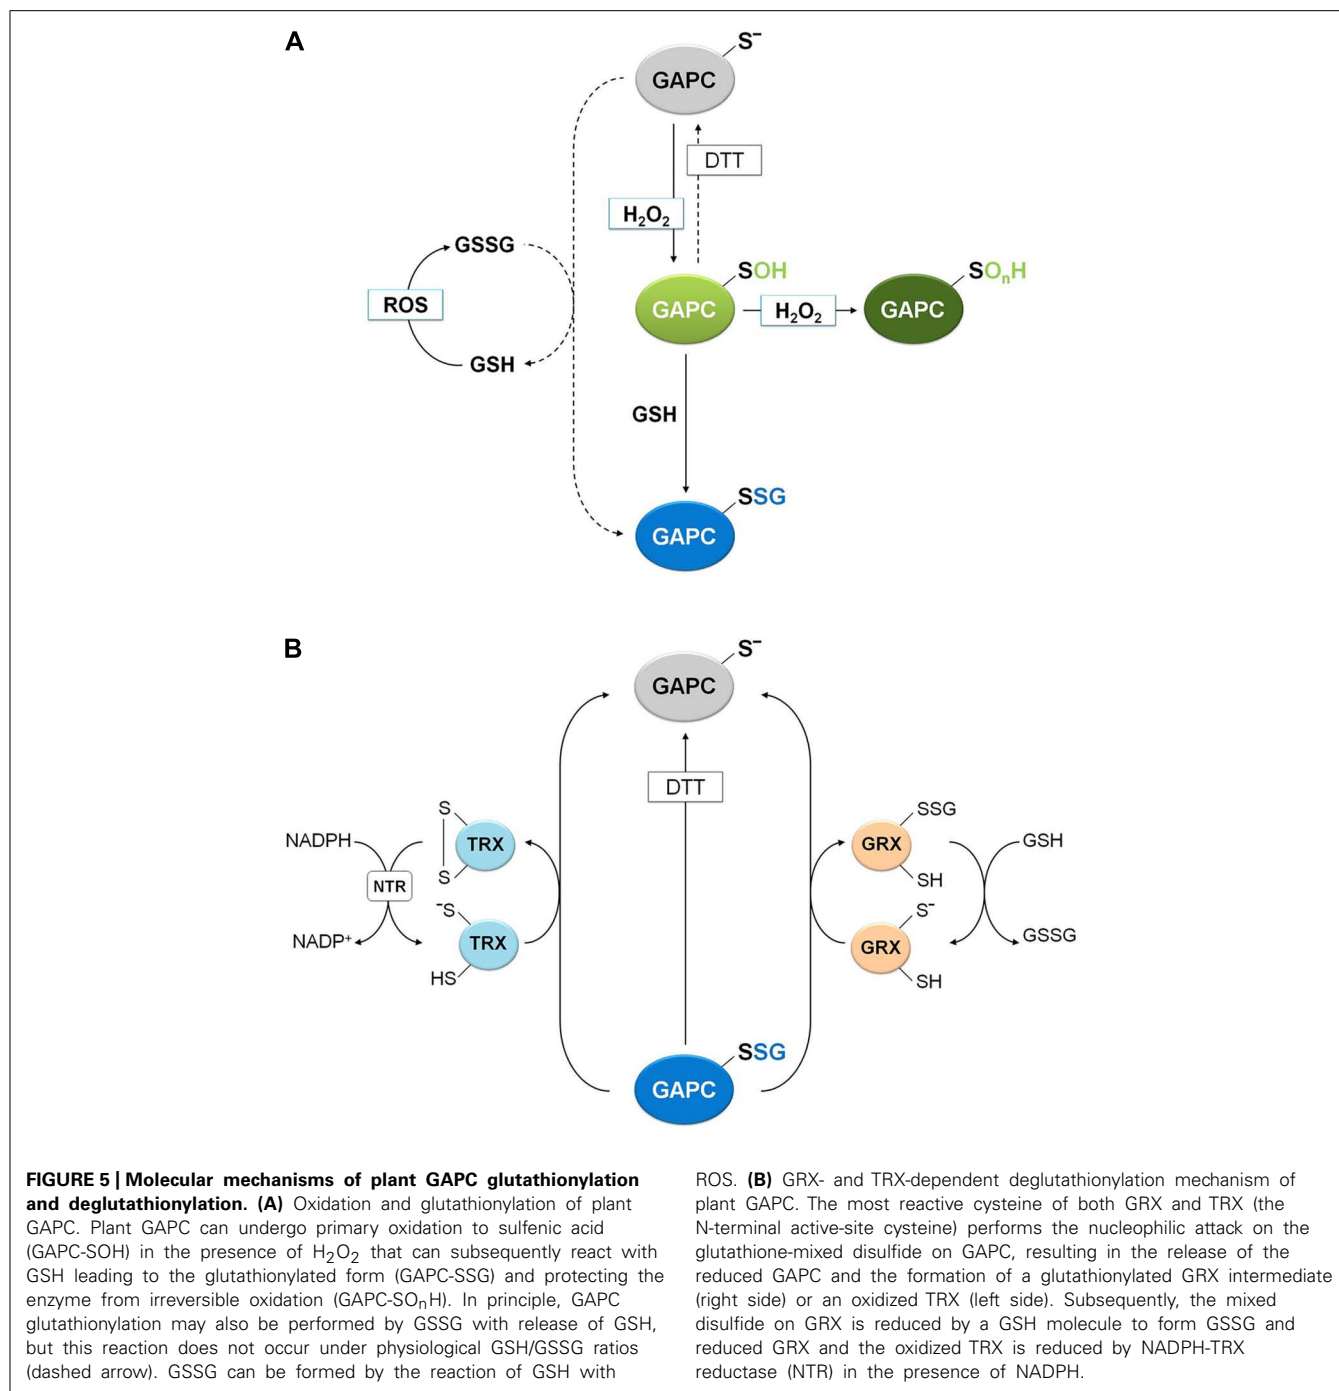 A
S⁻
GAPC
DTT
H₂O₂
GSSG
SOH
SOₙH
ROS
GAPC
H₂O₂
GAPC
GSH
GSH
SSG
GAPC
B
S⁻
GAPC
DTT
S
SSG
NADPH
TRX
GRX
GSH
S
SH
NTR
⁻S
S⁻
NADP⁺
TRX
GRX
GSSG
HS
SH
SSG
GAPC
FIGURE 5 | Molecular mechanisms of plant GAPC glutathionylation
and deglutathionylation. (A) Oxidation and glutathionylation of plant
GAPC. Plant GAPC can undergo primary oxidation to sulfenic acid
(GAPC-SOH) in the presence of H₂O₂ that can subsequently react with
GSH leading to the glutathionylated form (GAPC-SSG) and protecting the
enzyme from irreversible oxidation (GAPC-SOₙH). In principle, GAPC
glutathionylation may also be performed by GSSG with release of GSH,
but this reaction does not occur under physiological GSH/GSSG ratios
(dashed arrow). GSSG can be formed by the reaction of GSH with
ROS. (B) GRX- and TRX-dependent deglutathionylation mechanism of
plant GAPC. The most reactive cysteine of both GRX and TRX (the
N-terminal active-site cysteine) performs the nucleophilic attack on the
glutathione-mixed disulfide on GAPC, resulting in the release of the
reduced GAPC and the formation of a glutathionylated GRX intermediate
(right side) or an oxidized TRX (left side). Subsequently, the mixed
disulfide on GRX is reduced by a GSH molecule to form GSSG and
reduced GRX and the oxidized TRX is reduced by NADPH-TRX
reductase (NTR) in the presence of NADPH.